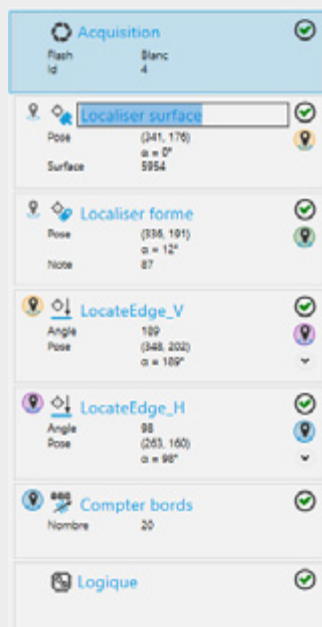 Acquisition
Flash Blanc
Id 4
Localiser surface
Pose (341, 176)
α = 0°
Surface 5954
Localiser forme
Pose (336, 191)
α = 12°
Note 87
LocateEdge_V
Angle 189
Pose (348, 202)
α = 189°
LocateEdge_H
Angle 98
Pose (263, 160)
α = 98°
Compter bords
Nombre 20
Logique